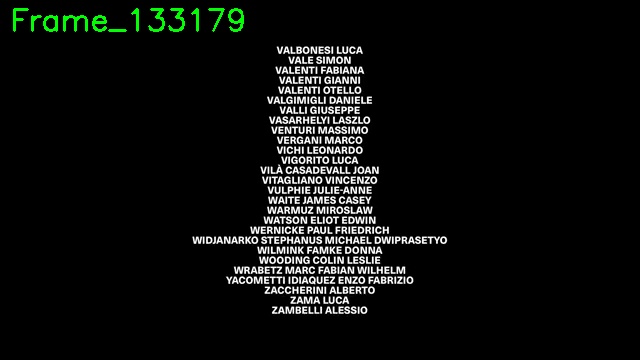 Frame_133179
VALBONESI LUCA
VALE SIMON
VALENTI FABIANA
VALENTI GIANNI
VALENTI OTELLO
VALGIMIGLI DANIELE
VALLI GIUSEPPE
VASARHELYI LASZLO
VENTURI MASSIMO
VERGANI MARCO
VICHI LEONARDO
VIGORITO LUCA
VILÀ CASADEVALL JOAN
VITAGLIANO VINCENZO
VULPHIE JULIE-ANNE
WAITE JAMES CASEY
WARMUZ MIROSLAW
WATSON ELIOT EDWIN
WERNICKE PAUL FRIEDRICH
WIDJANARKO STEPHANUS MICHAEL DWIPRASETYO
WILMINK FAMKE DONNA
WOODING COLIN LESLIE
WRABETZ MARC FABIAN WILHELM
YACOMETTI IDIAQUEZ ENZO FABRIZIO
ZACCHERINI ALBERTO
ZAMA LUCA
ZAMBELLI ALESSIO